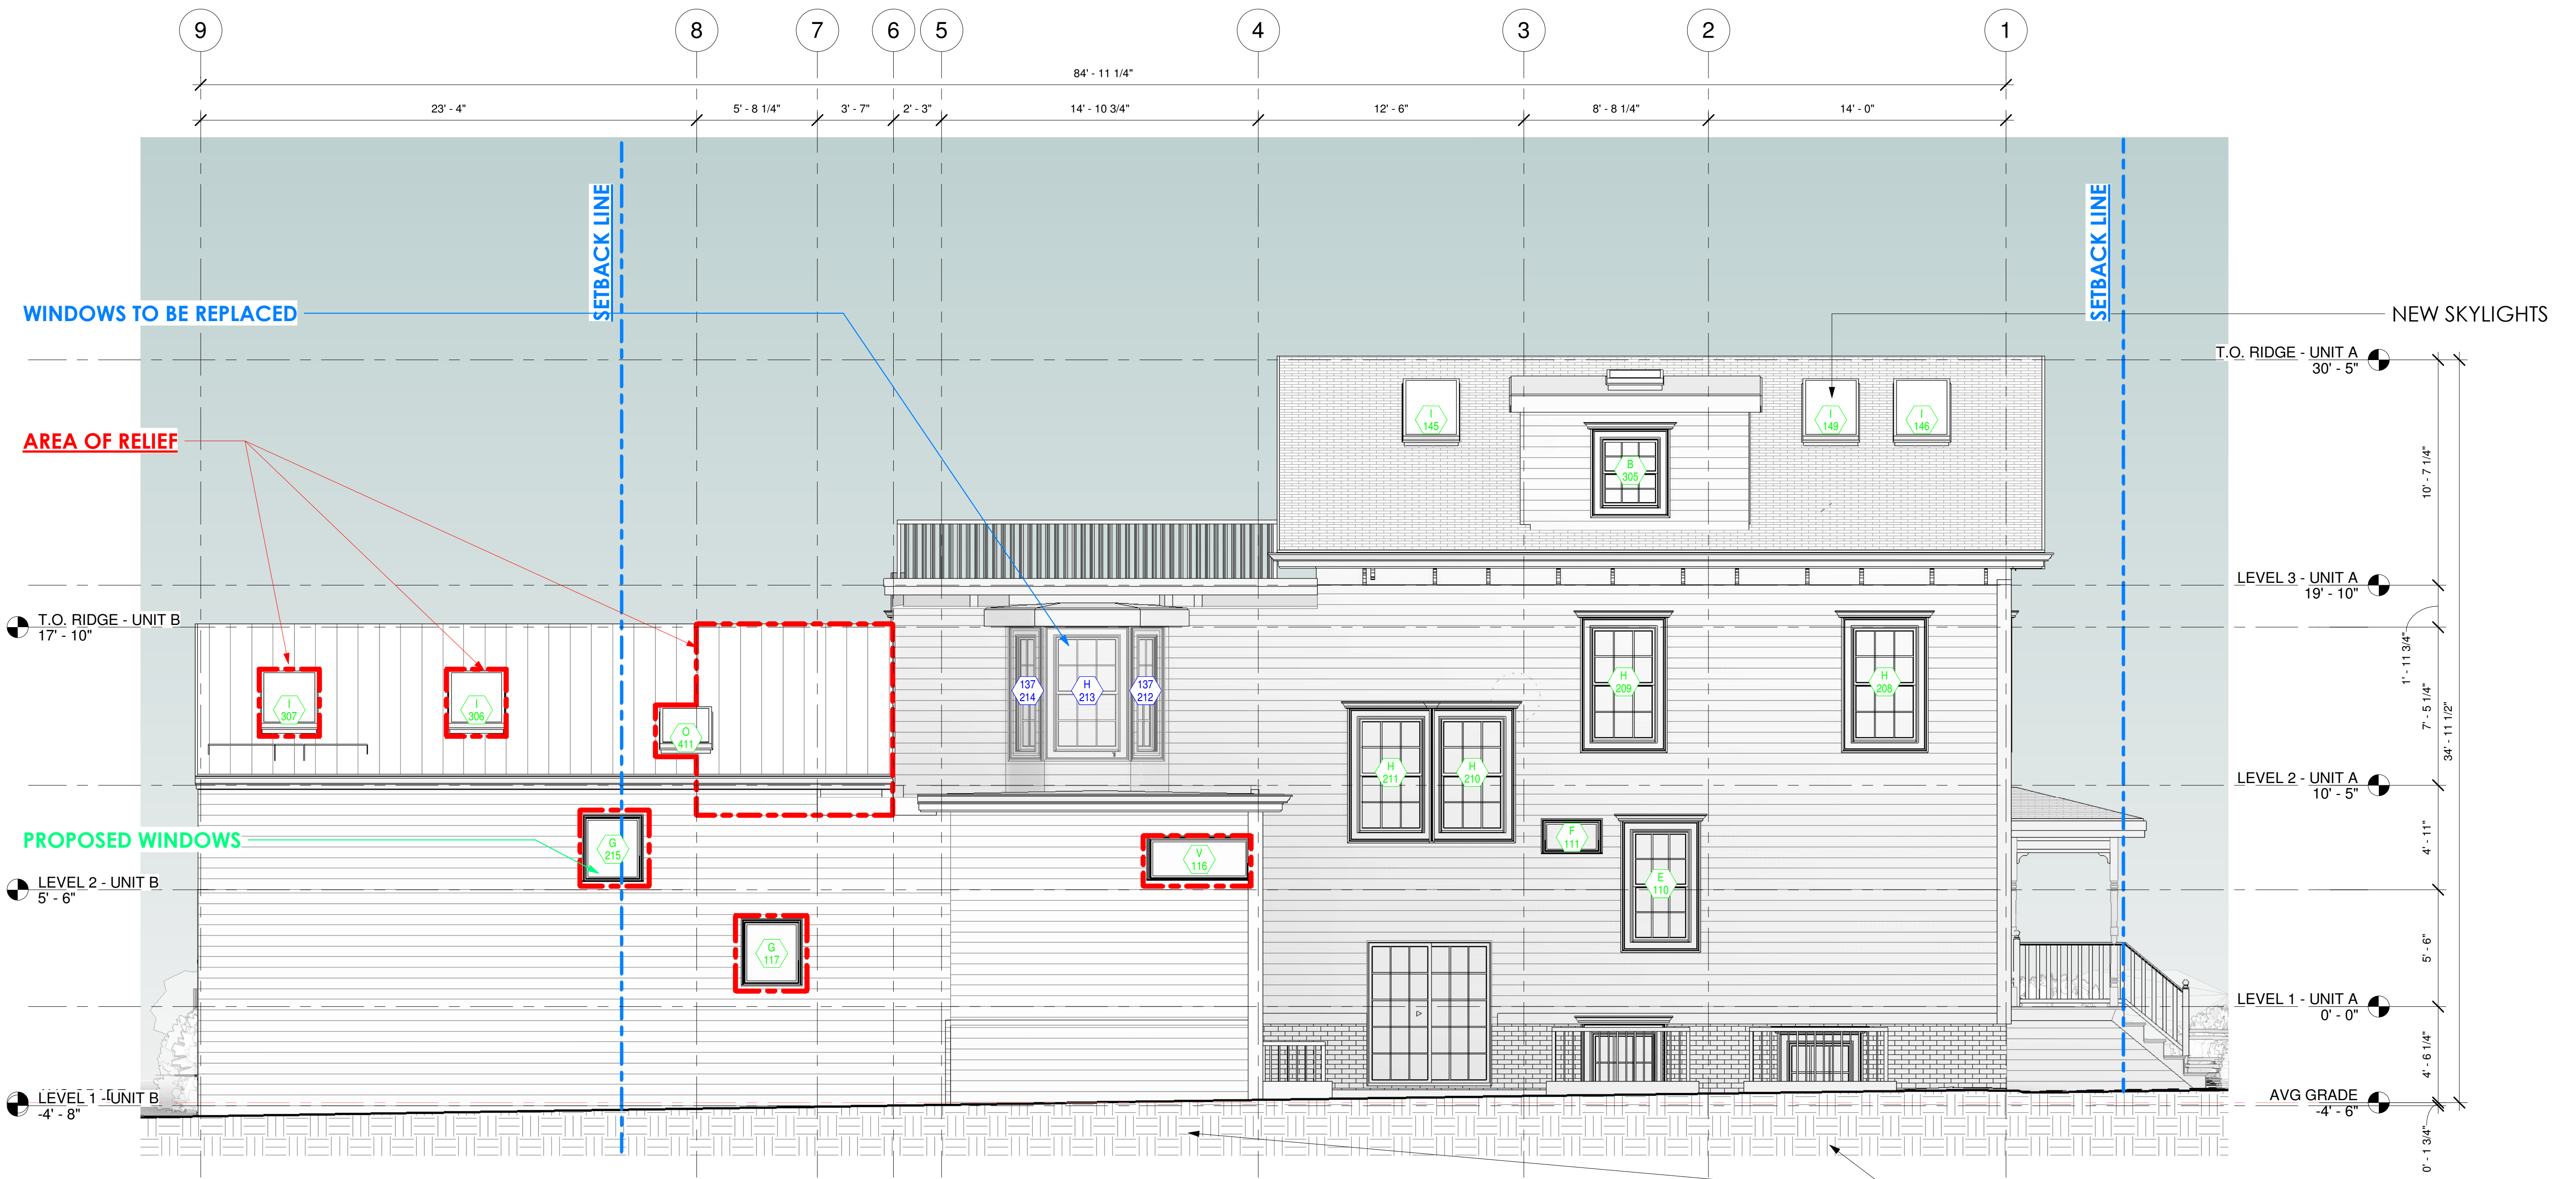 9 8 7 6 5 4 3 2 1
84' - 11 1/4"
23' - 4" 5' - 8 1/4" 3' - 7" 2' - 3" 14' - 10 3/4" 12' - 6" 8' - 8 1/4" 14' - 0"
SETBACK LINE
SETBACK LINE
WINDOWS TO BE REPLACED
NEW SKYLIGHTS
T.O. RIDGE - UNIT A
30' - 5"
I
145
I
149
I
146
AREA OF RELIEF
B
305
10' - 7 1/4"
LEVEL 3 - UNIT A
19' - 10"
T.O. RIDGE - UNIT B
17' - 10"
1' - 11 3/4"
I
307
I
306
O
411
137
214
H
213
137
212
H
209
H
208
7' - 5 1/4"
34' - 11 1/2"
H
211
H
210
LEVEL 2 - UNIT A
10' - 5"
PROPOSED WINDOWS
G
215
V
116
F
111
4' - 11"
LEVEL 2 - UNIT B
5' - 6"
E
110
G
117
5' - 6"
LEVEL 1 - UNIT A
0' - 0"
4' - 6 1/4"
LEVEL 1 - UNIT B
-4' - 8"
AVG GRADE
-4' - 6"
0' - 1 3/4"